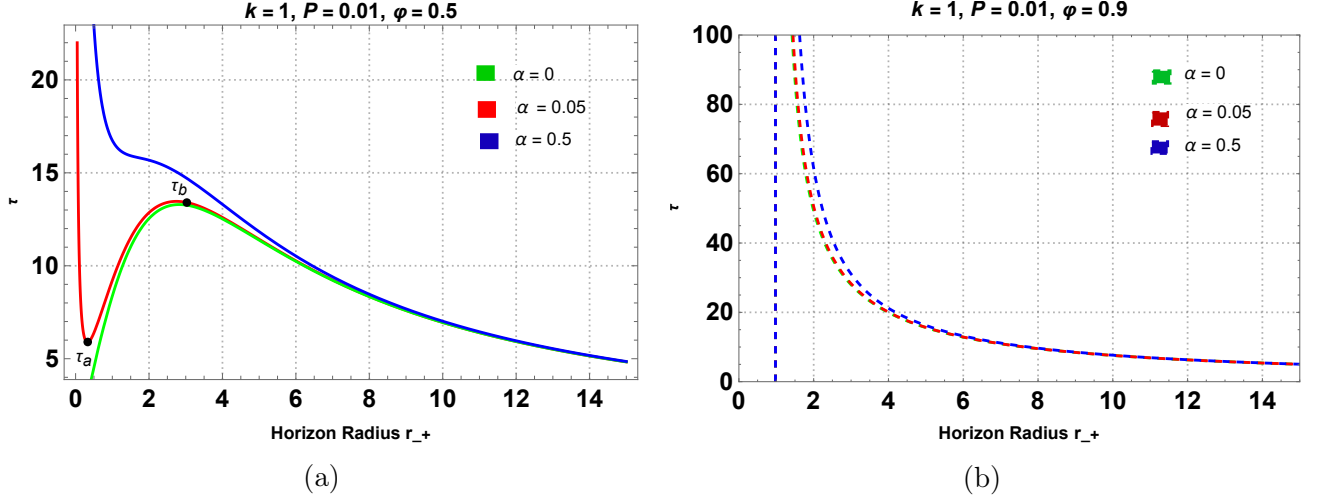 k = 1, P = 0.01, φ = 0.5
20
15
10
5
τ
α = 0
α = 0.05
α = 0.5
τb
τa
0 2 4 6 8 10 12 14
Horizon Radius r_+
(a)
k = 1, P = 0.01, φ = 0.9
100
80
60
40
20
0
τ
α = 0
α = 0.05
α = 0.5
0 2 4 6 8 10 12 14
Horizon Radius r_+
(b)